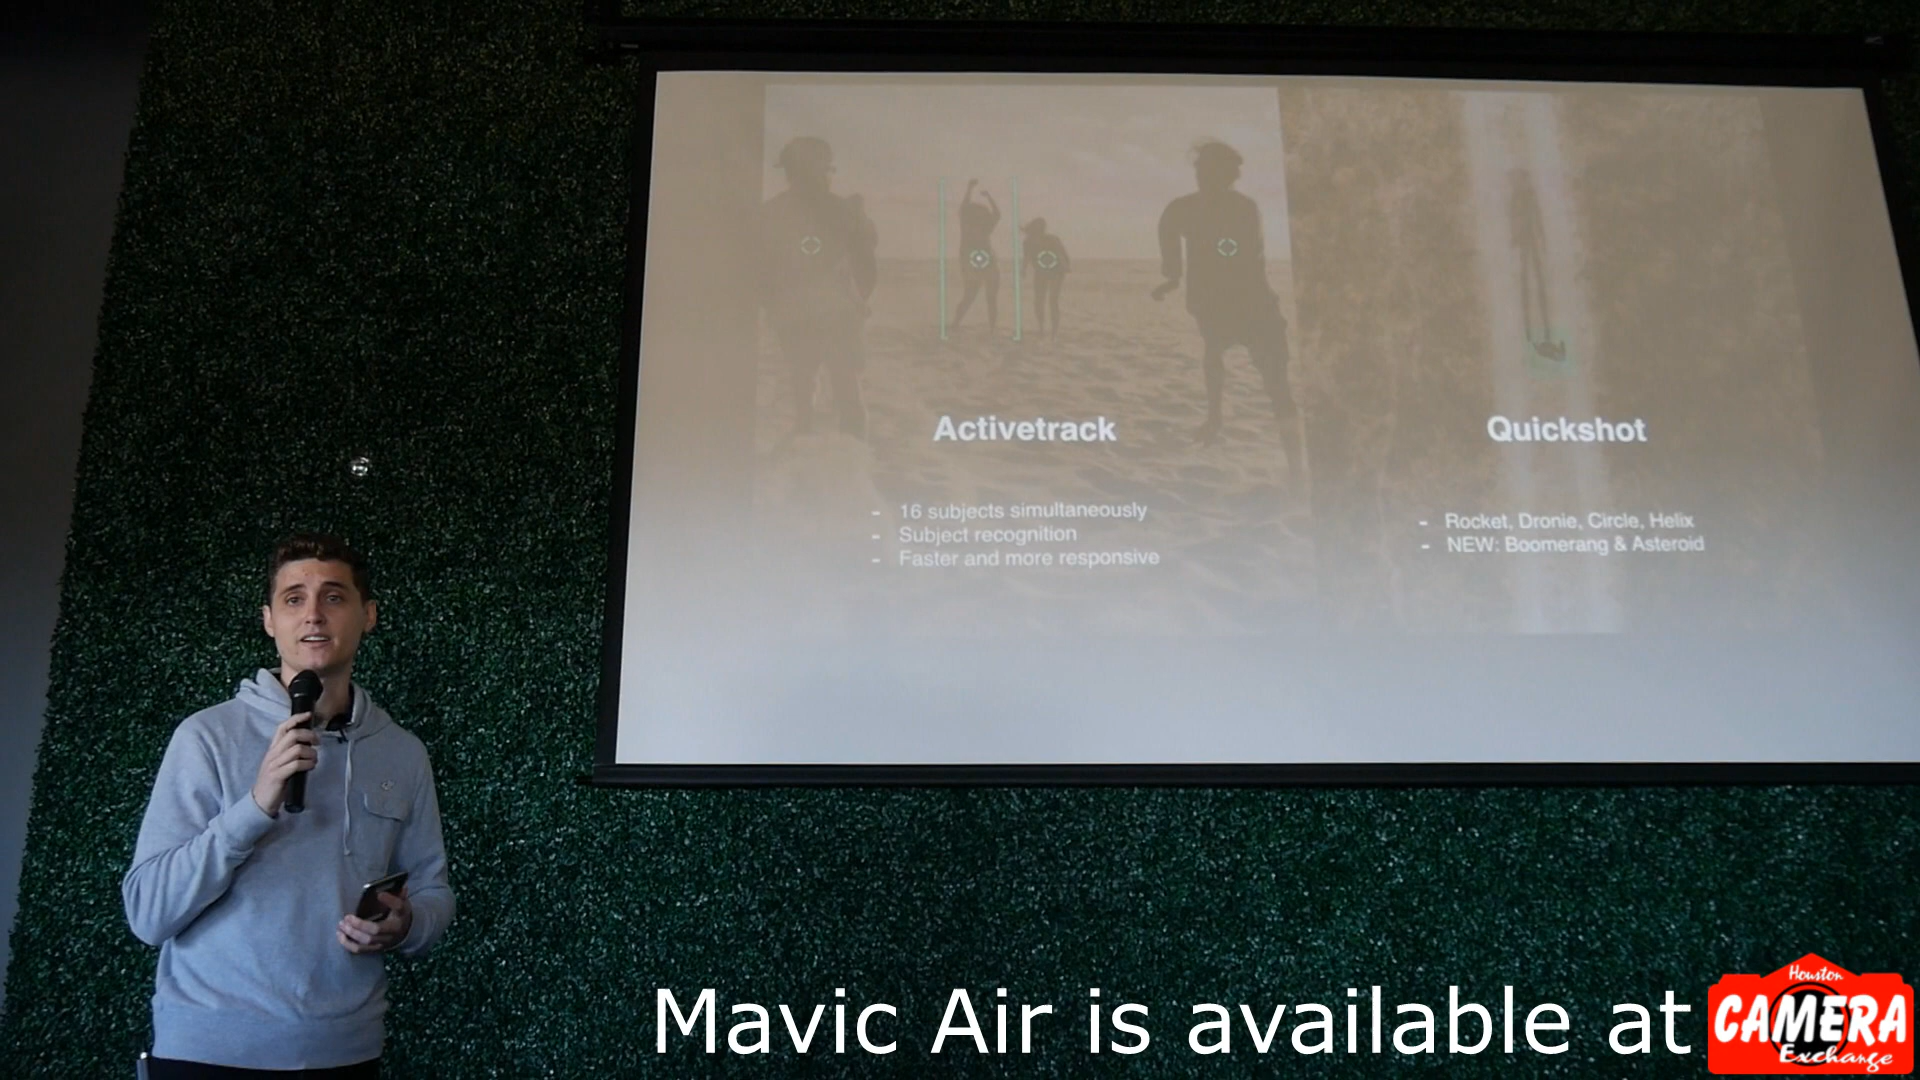 Activetrack
- 16 subjects simultaneously
- Subject recognition
- Faster and more responsive
Quickshot
- Rocket, Dronie, Circle, Helix
- NEW: Boomerang & Asteroid
Mavic Air is available at
Houston
CAMERA
Exchange